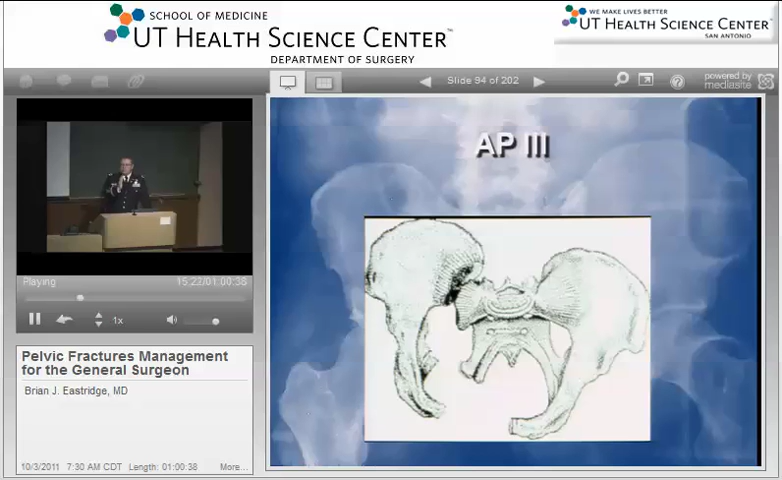 SCHOOL OF MEDICINE
UT HEALTH SCIENCE CENTER™
DEPARTMENT OF SURGERY
WE MAKE LIVES BETTER
UT HEALTH SCIENCE CENTER™
SAN ANTONIO
Slide 94 of 202
powered by
mediasite
AP III
Playing
15:22/01:00:38
1x
Pelvic Fractures Management
for the General Surgeon
Brian J. Eastridge, MD
10/3/2011 7:30 AM CDT Length: 01:00:38 More...